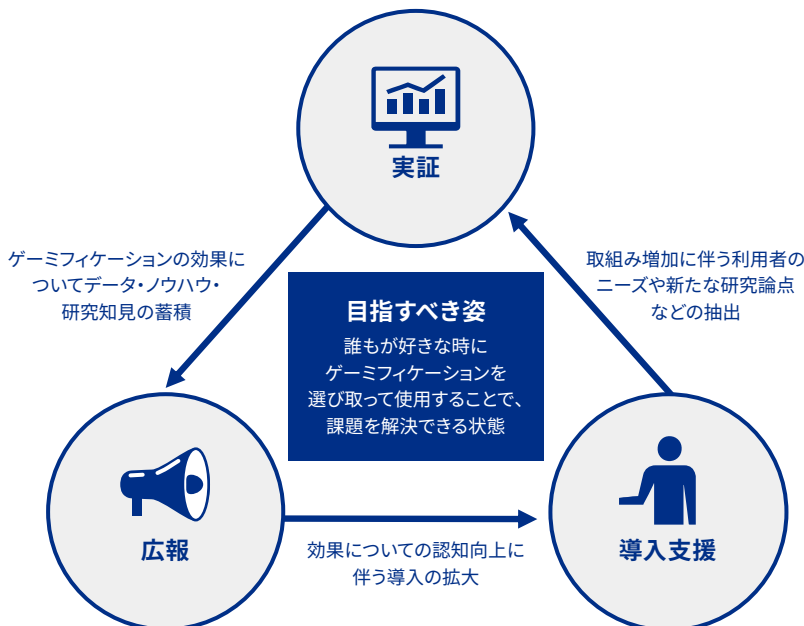 実証
ゲーミフィケーションの効果に
ついてデータ・ノウハウ・
研究知見の蓄積
取組み増加に伴う利用者の
ニーズや新たな研究論点
などの抽出
目指すべき姿
誰もが好きな時に
ゲーミフィケーションを
選び取って使用することで、
課題を解決できる状態
広報
効果についての認知向上に
伴う導入の拡大
導入支援